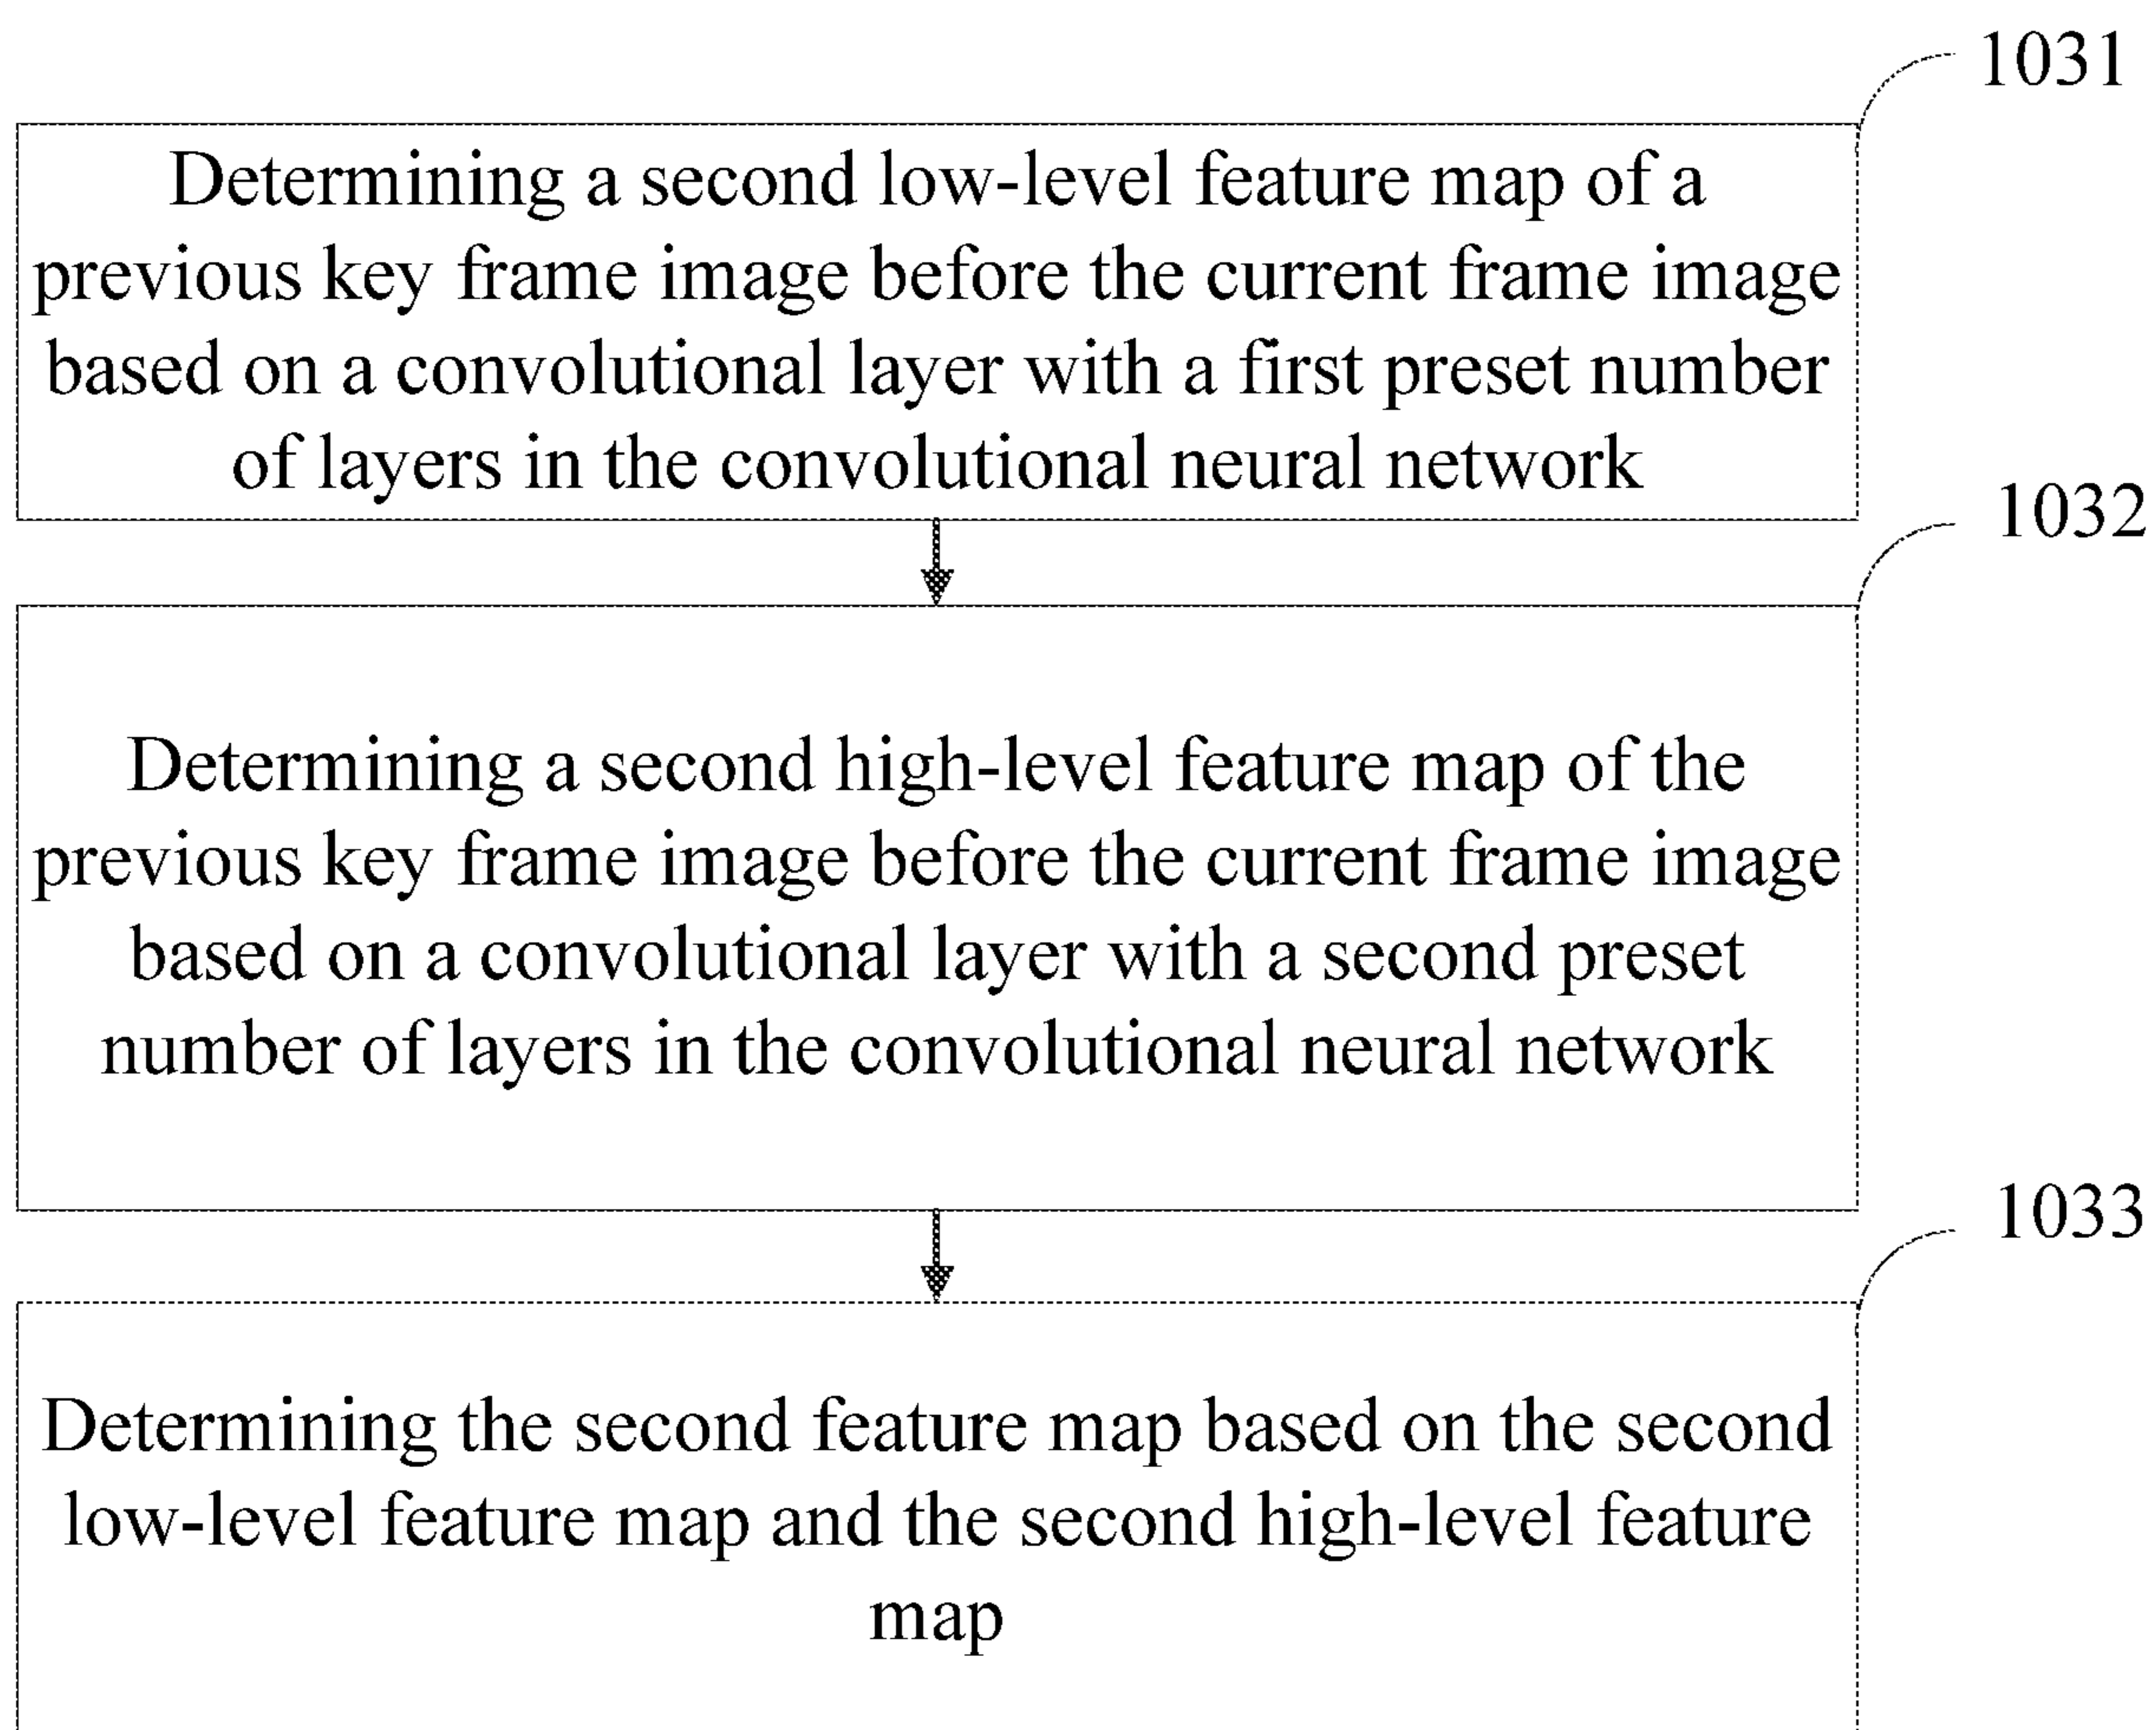 1031
Determining a second low-level feature map of a
previous key frame image before the current frame image
based on a convolutional layer with a first preset number
of layers in the convolutional neural network
1032
Determining a second high-level feature map of the
previous key frame image before the current frame image
based on a convolutional layer with a second preset
number of layers in the convolutional neural network
1033
Determining the second feature map based on the second
low-level feature map and the second high-level feature
map